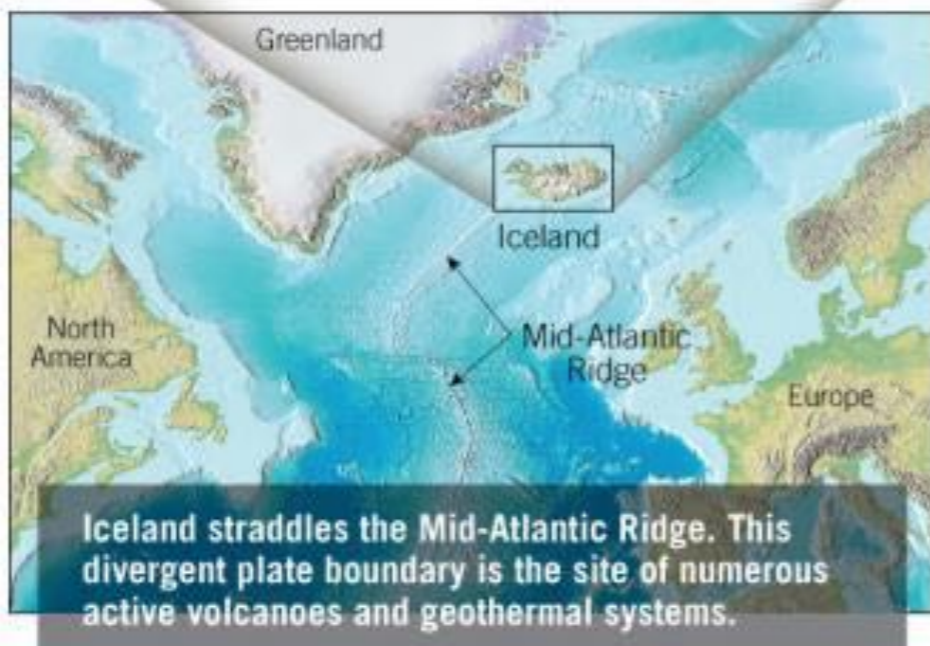 Greenland
Iceland
North
America
Mid-Atlantic
Ridge
Europe
Iceland straddles the Mid-Atlantic Ridge. This
divergent plate boundary is the site of numerous
active volcanoes and geothermal systems.